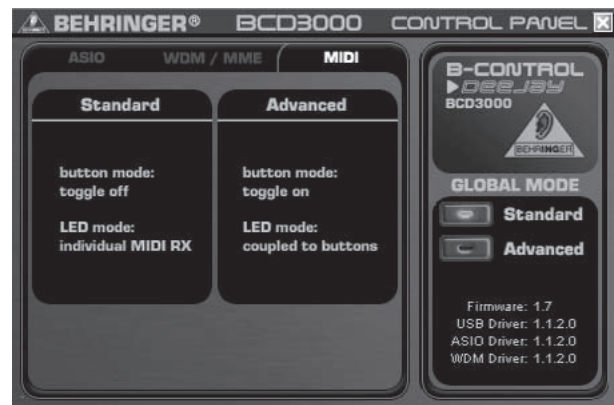 BEHRINGER® BCD3000 CONTROL PANEL
ASIO WDM / MME MIDI
Standard
button mode:
toggle off
LED mode:
individual MIDI RX
Advanced
button mode:
toggle on
LED mode:
coupled to buttons
B-CONTROL
DEEJAY
BCD3000
BEHRINGER
GLOBAL MODE
Standard
Advanced
Firmware: 1.7
USB Driver: 1.1.2.0
ASIO Driver: 1.1.2.0
WDM Driver: 1.1.2.0